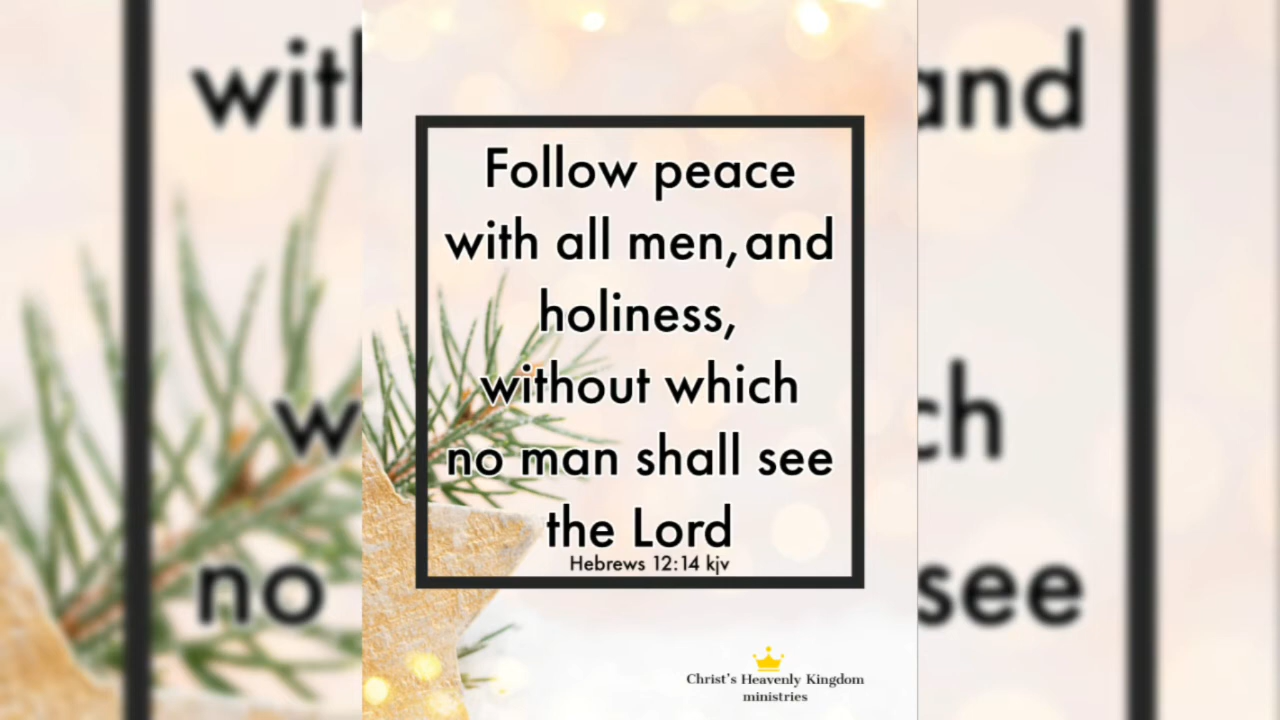 Follow peace
with all men, and
holiness,
without which
no man shall see
the Lord
Hebrews 12:14 kjv
Christ's Heavenly Kingdom
ministries